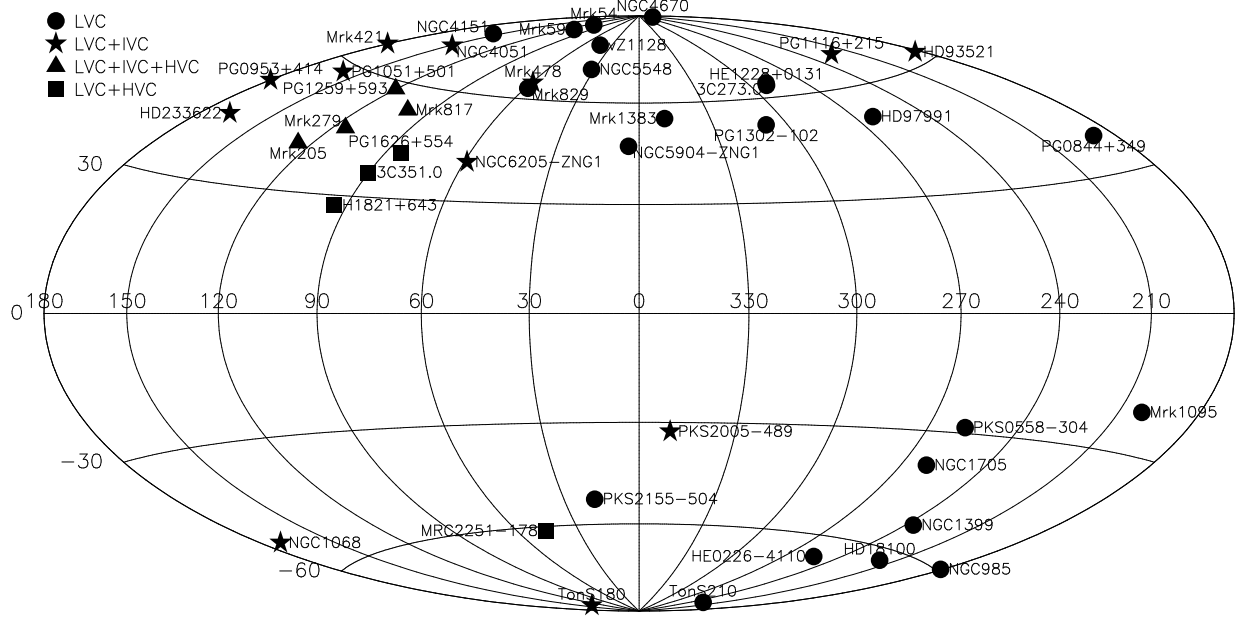 LVC
LVC+IVC
LVC+IVC+HVC
LVC+HVC
NGC4670
Mrk54
NGC4151
Mrk59
Mrk421
NGC4051
VZ1128
PG1116+215
HD93521
PG0953+414
PG1051+501
NGC5548
Mrk478
HE1228+0131
PG1259+593
3C273.0
Mrk829
HD233622
Mrk817
Mrk279
Mrk1383
HD97991
PG1302-102
PG1626+554
PG0844+349
Mrk205
NGC5904-ZNG1
30
NGC6205-ZNG1
3C351.0
H1821+643
0
180 150 120 90 60 30 0 330 300 270 240 210
Mrk1095
PKS0558-304
PKS2005-489
-30
NGC1705
PKS2155-504
NGC1399
MRC2251-178
NGC1068
HE0226-4110
HD18100
-60
NGC985
TonS180
TonS210